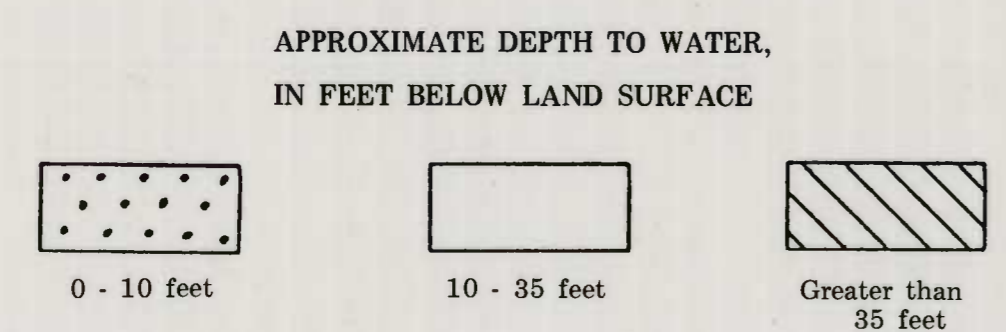 APPROXIMATE DEPTH TO WATER,
IN FEET BELOW LAND SURFACE
0 - 10 feet
10 - 35 feet
Greater than
35 feet